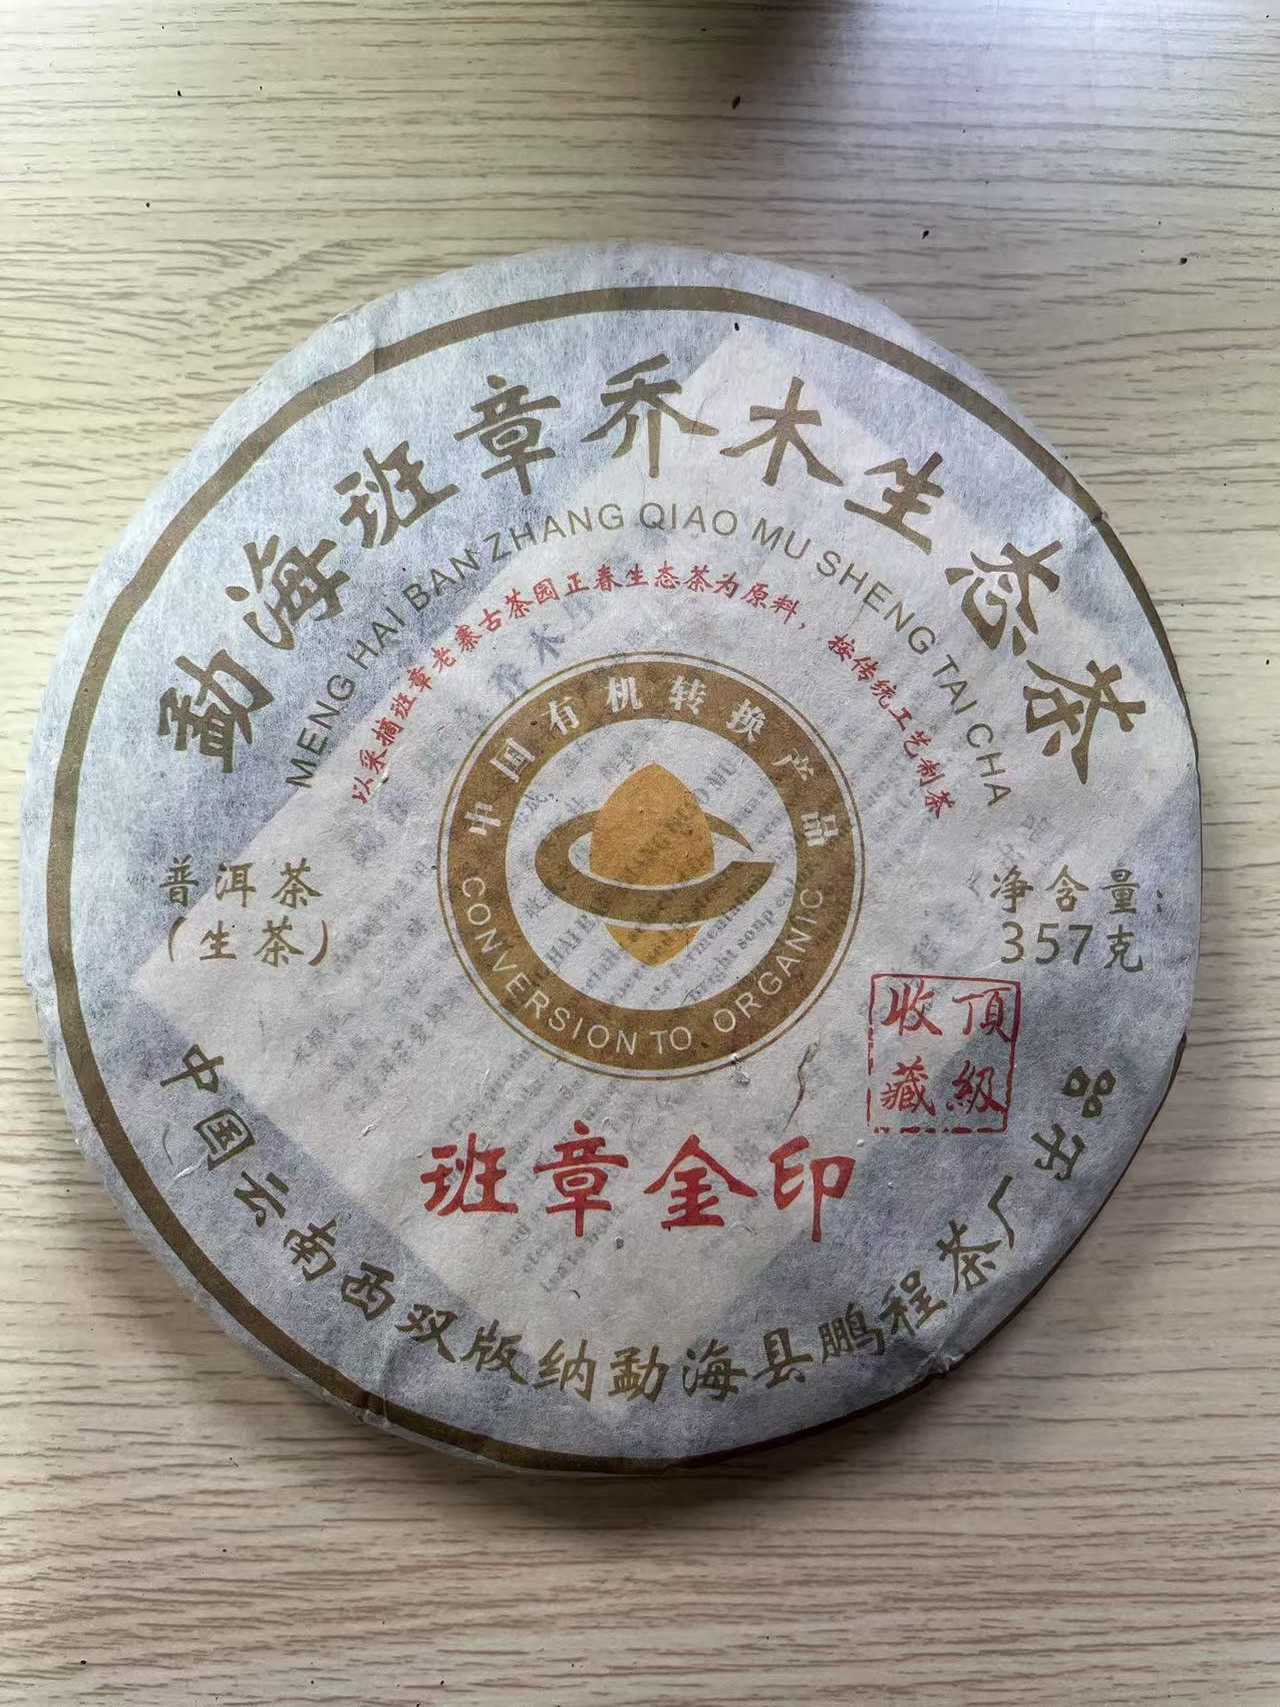 勐海班章乔木生态茶
MENG HAI BAN ZHANG QIAO MU SHENG TAI CHA
以采摘班章老寨古茶园正春生态茶为原料，按传统工艺制茶
中国有机转换产品
CONVERSION TO ORGANIC
普洱茶
（生茶）
净含量：
357克
顶級
收藏
班章金印
中国云南西双版纳勐海县鹏程茶厂出品